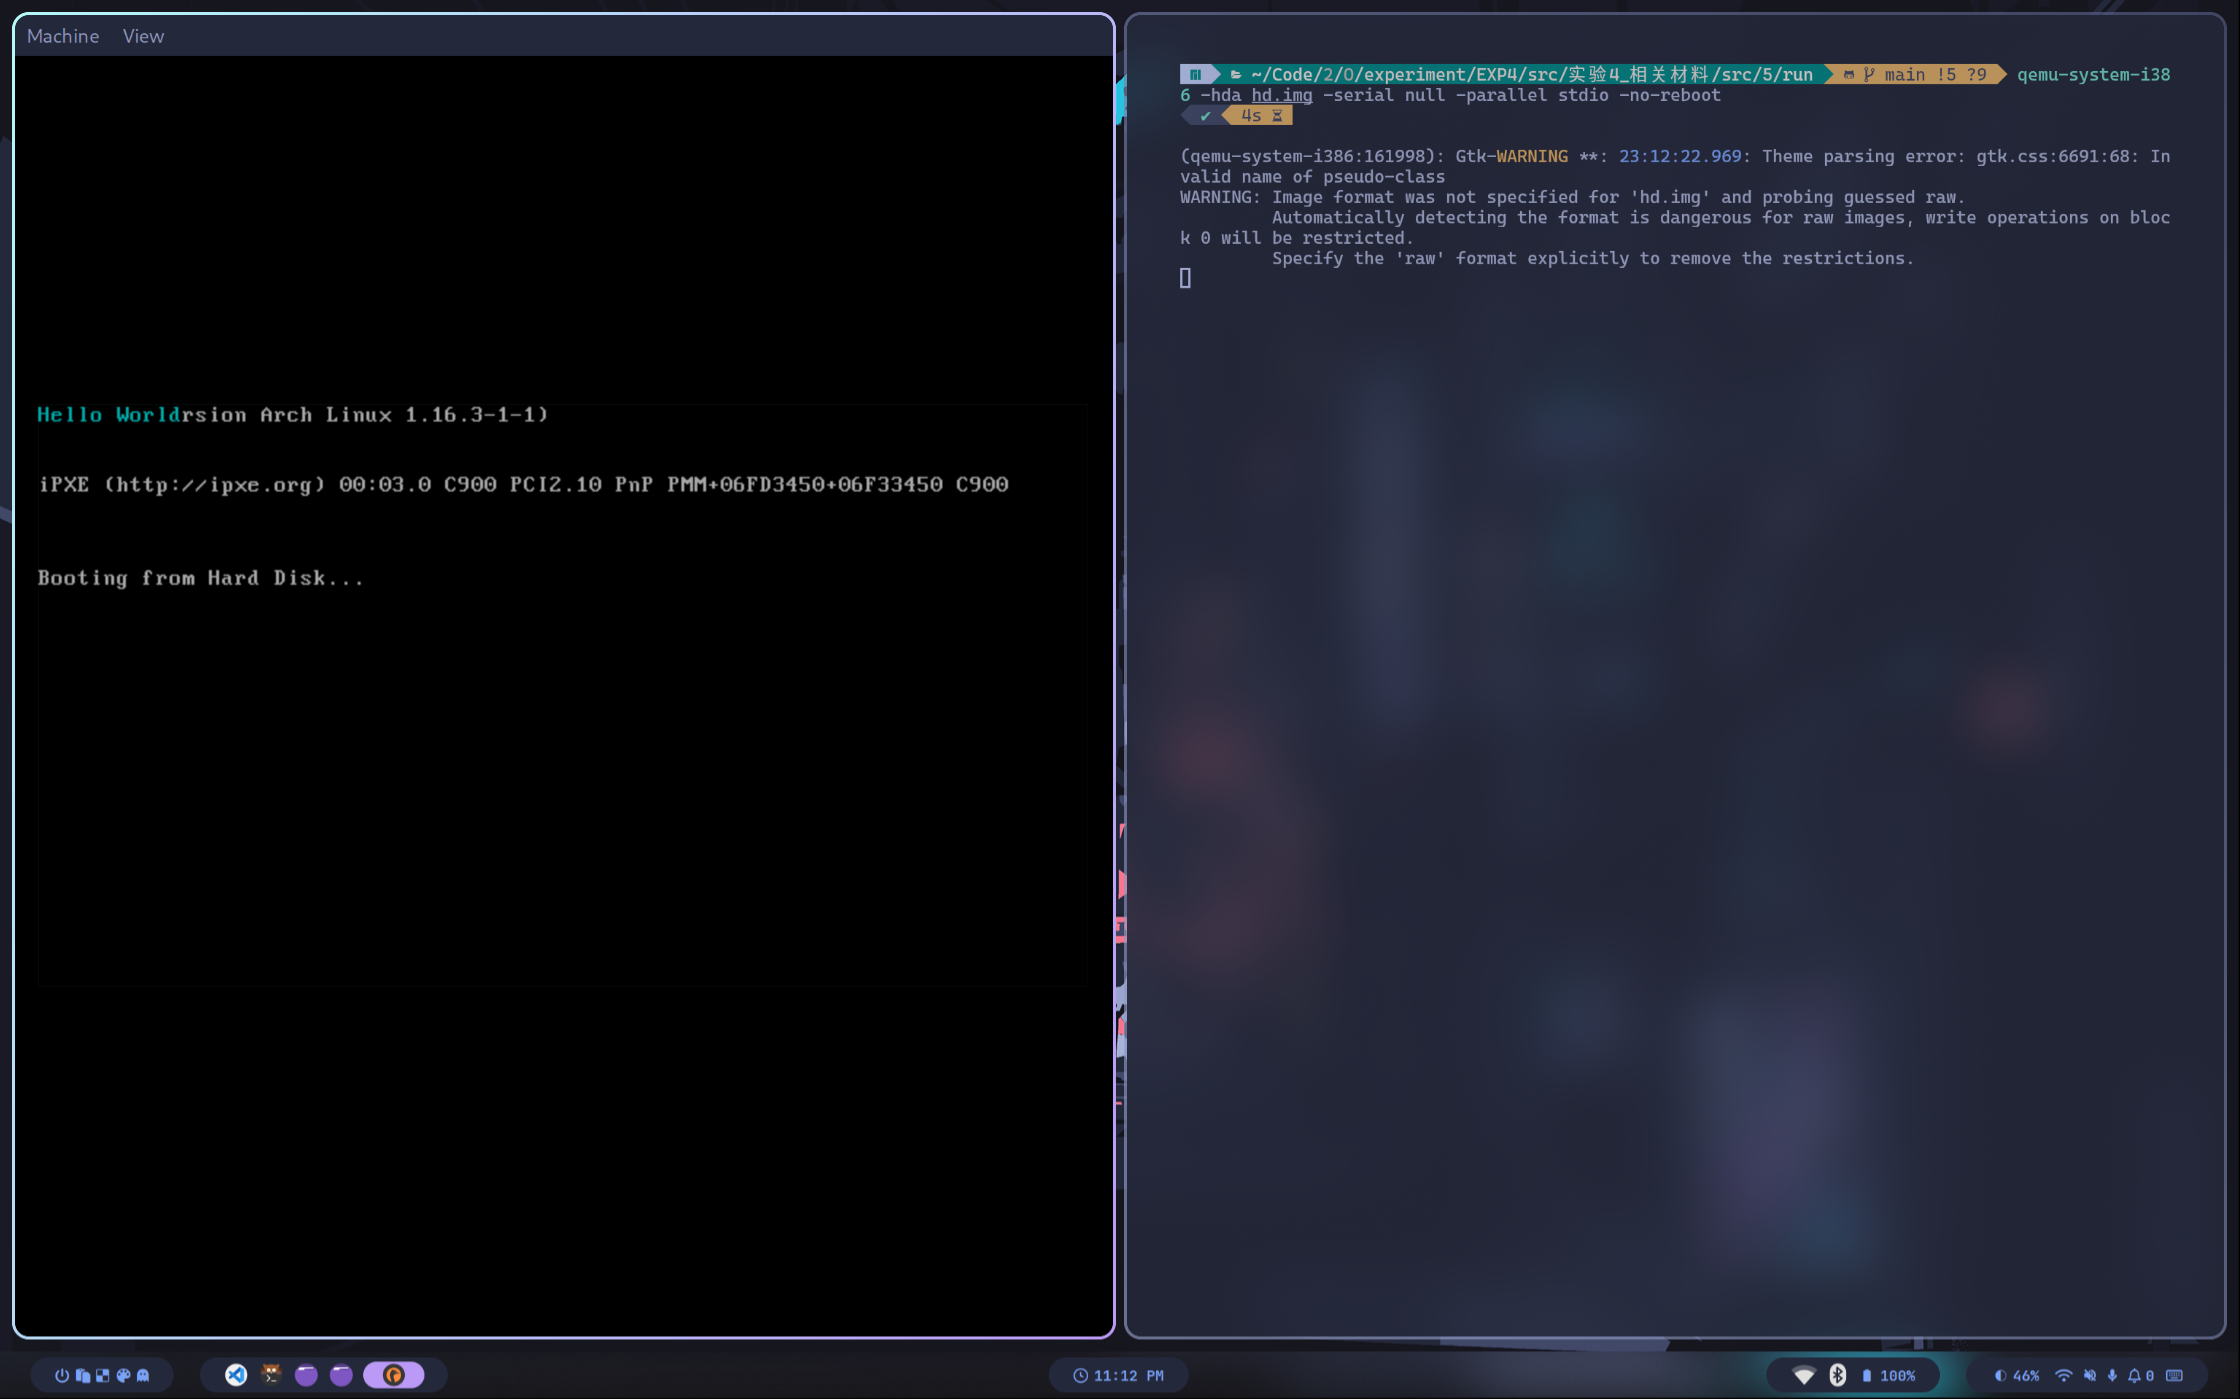 Machine View
Hello Worldrsion Arch Linux 1.16.3-1-1)
iPXE (http://ipxe.org) 00:03.0 C900 PCI2.10 PnP PMM+06FD3450+06F33450 C900
Booting from Hard Disk...
~/Code/2/0/experiment/EXP4/src/实验4_相关材料/src/5/run main !5 ?9 qemu-system-i38
6 -hda hd.img -serial null -parallel stdio -no-reboot
✔ 4s
(qemu-system-i386:161998): Gtk-WARNING **: 23:12:22.969: Theme parsing error: gtk.css:6691:68: In
valid name of pseudo-class
WARNING: Image format was not specified for 'hd.img' and probing guessed raw.
Automatically detecting the format is dangerous for raw images, write operations on bloc
k 0 will be restricted.
Specify the 'raw' format explicitly to remove the restrictions.
11:12 PM
100%
46%
0